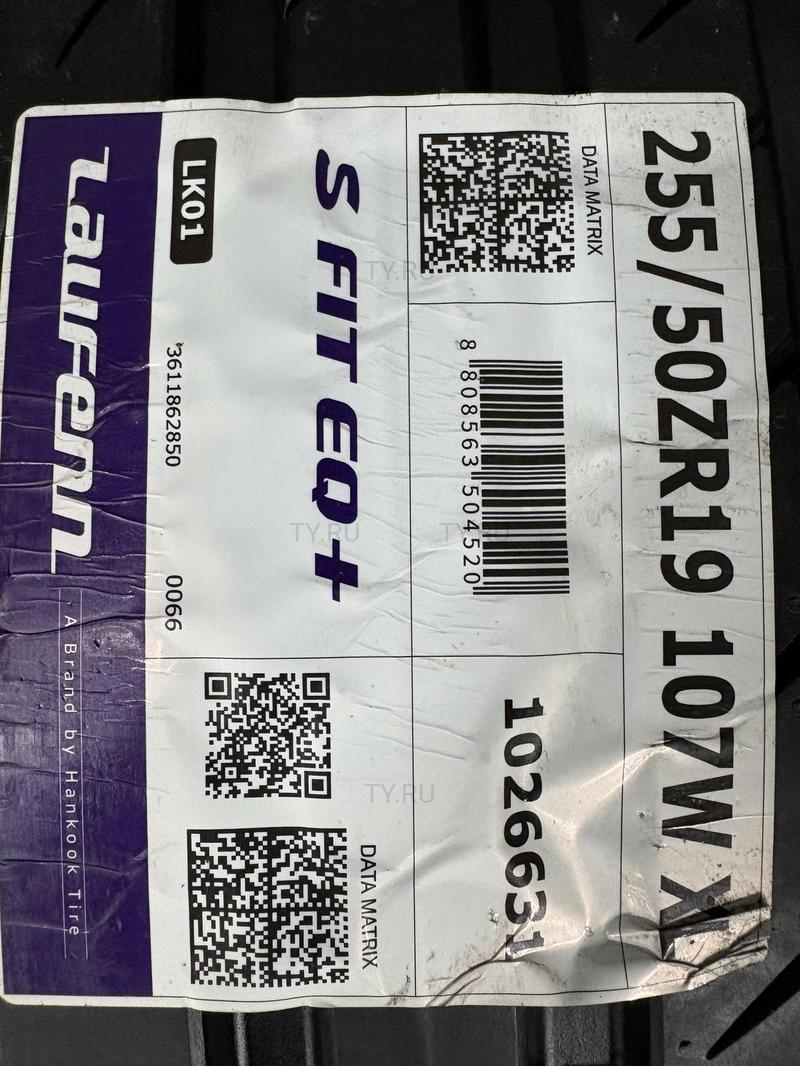 255/50ZR19 107W XL
DATA MATRIX
8 808563 504520
1026631
S FIT EQ+
DATA MATRIX
LK01
3611862850
0066
Laufenn
A Brand by Hankook Tire
TY.RU
TY.RU
TY.RU
TY.RU